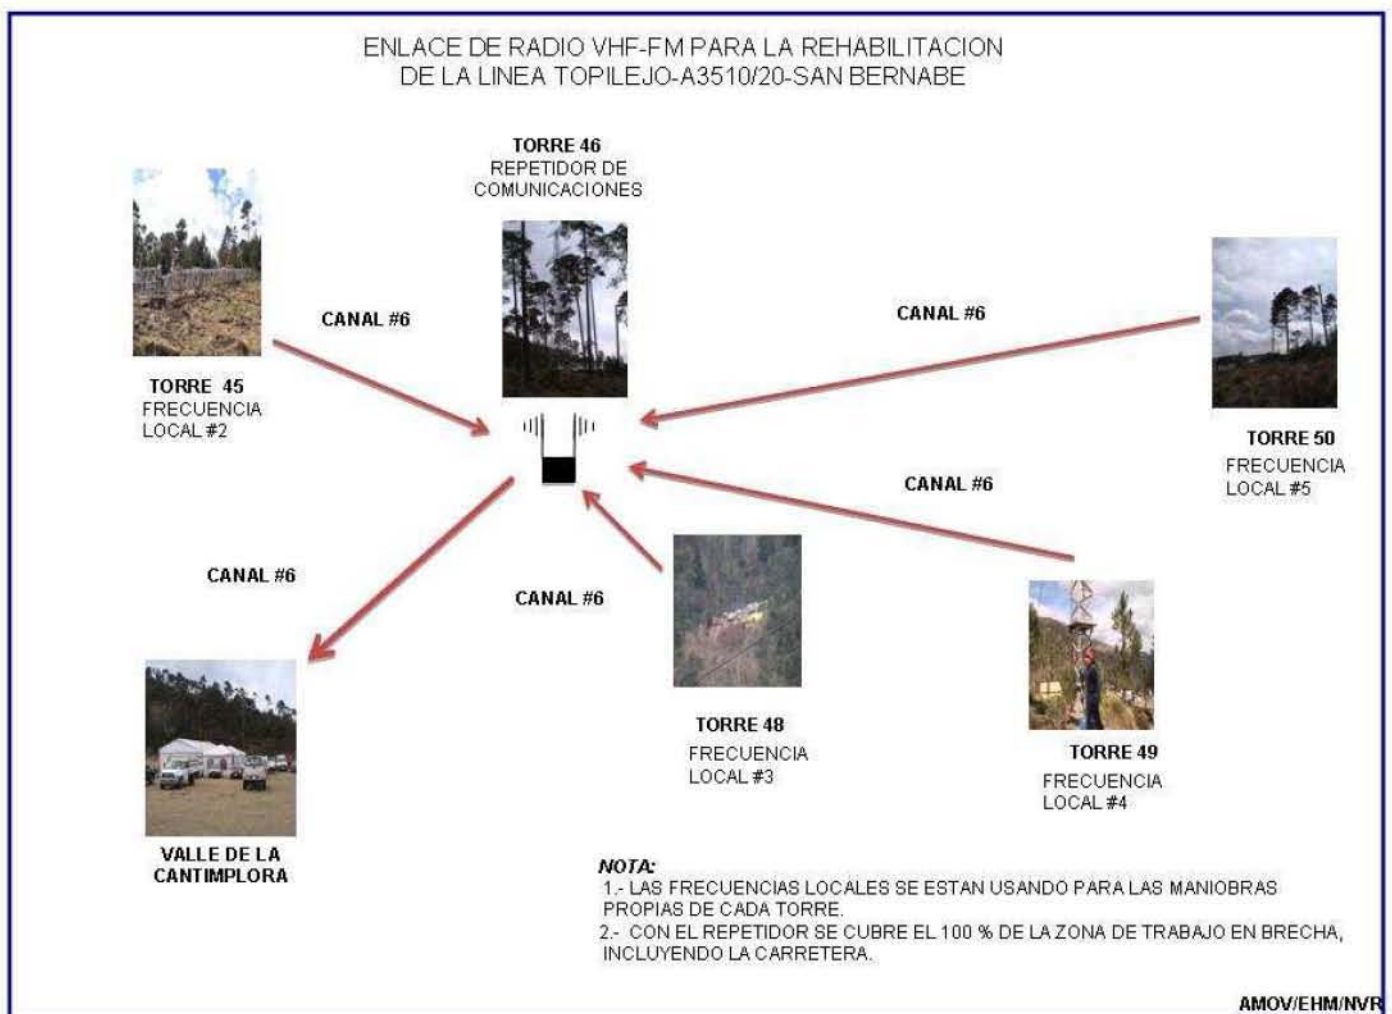 ENLACE DE RADIO VHF-FM PARA LA REHABILITACION
DE LA LINEA TOPILEJO-A3510/20-SAN BERNABE
TORRE 46
REPETIDOR DE
COMUNICACIONES
CANAL #6
CANAL #6
TORRE 45
FRECUENCIA
LOCAL #2
TORRE 50
FRECUENCIA
LOCAL #5
CANAL #6
CANAL #6
CANAL #6
TORRE 48
FRECUENCIA
LOCAL #3
TORRE 49
FRECUENCIA
LOCAL #4
VALLE DE LA
CANTIMPLORA
NOTA:
1.- LAS FRECUENCIAS LOCALES SE ESTAN USANDO PARA LAS MANIOBRAS
PROPIAS DE CADA TORRE.
2.- CON EL REPETIDOR SE CUBRE EL 100 % DE LA ZONA DE TRABAJO EN BRECHA,
INCLUYENDO LA CARRETERA.
AMOV/EHM/NVR